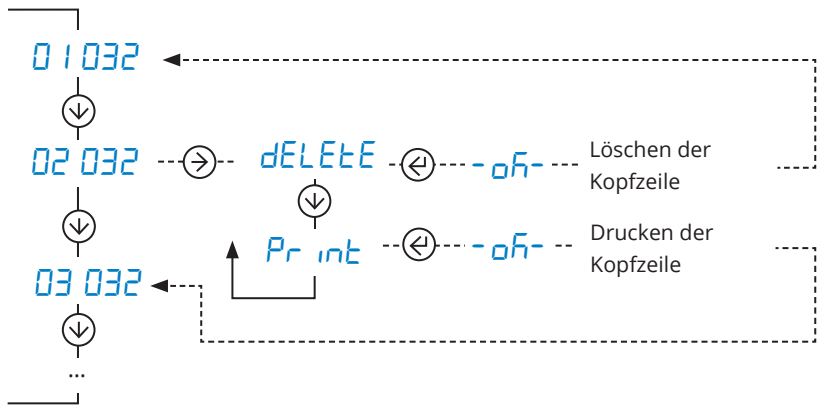 01 032
02 032
dELEtE
-oh-
Löschen der
Kopfzeile
Print
-oh-
Drucken der
Kopfzeile
03 032
...